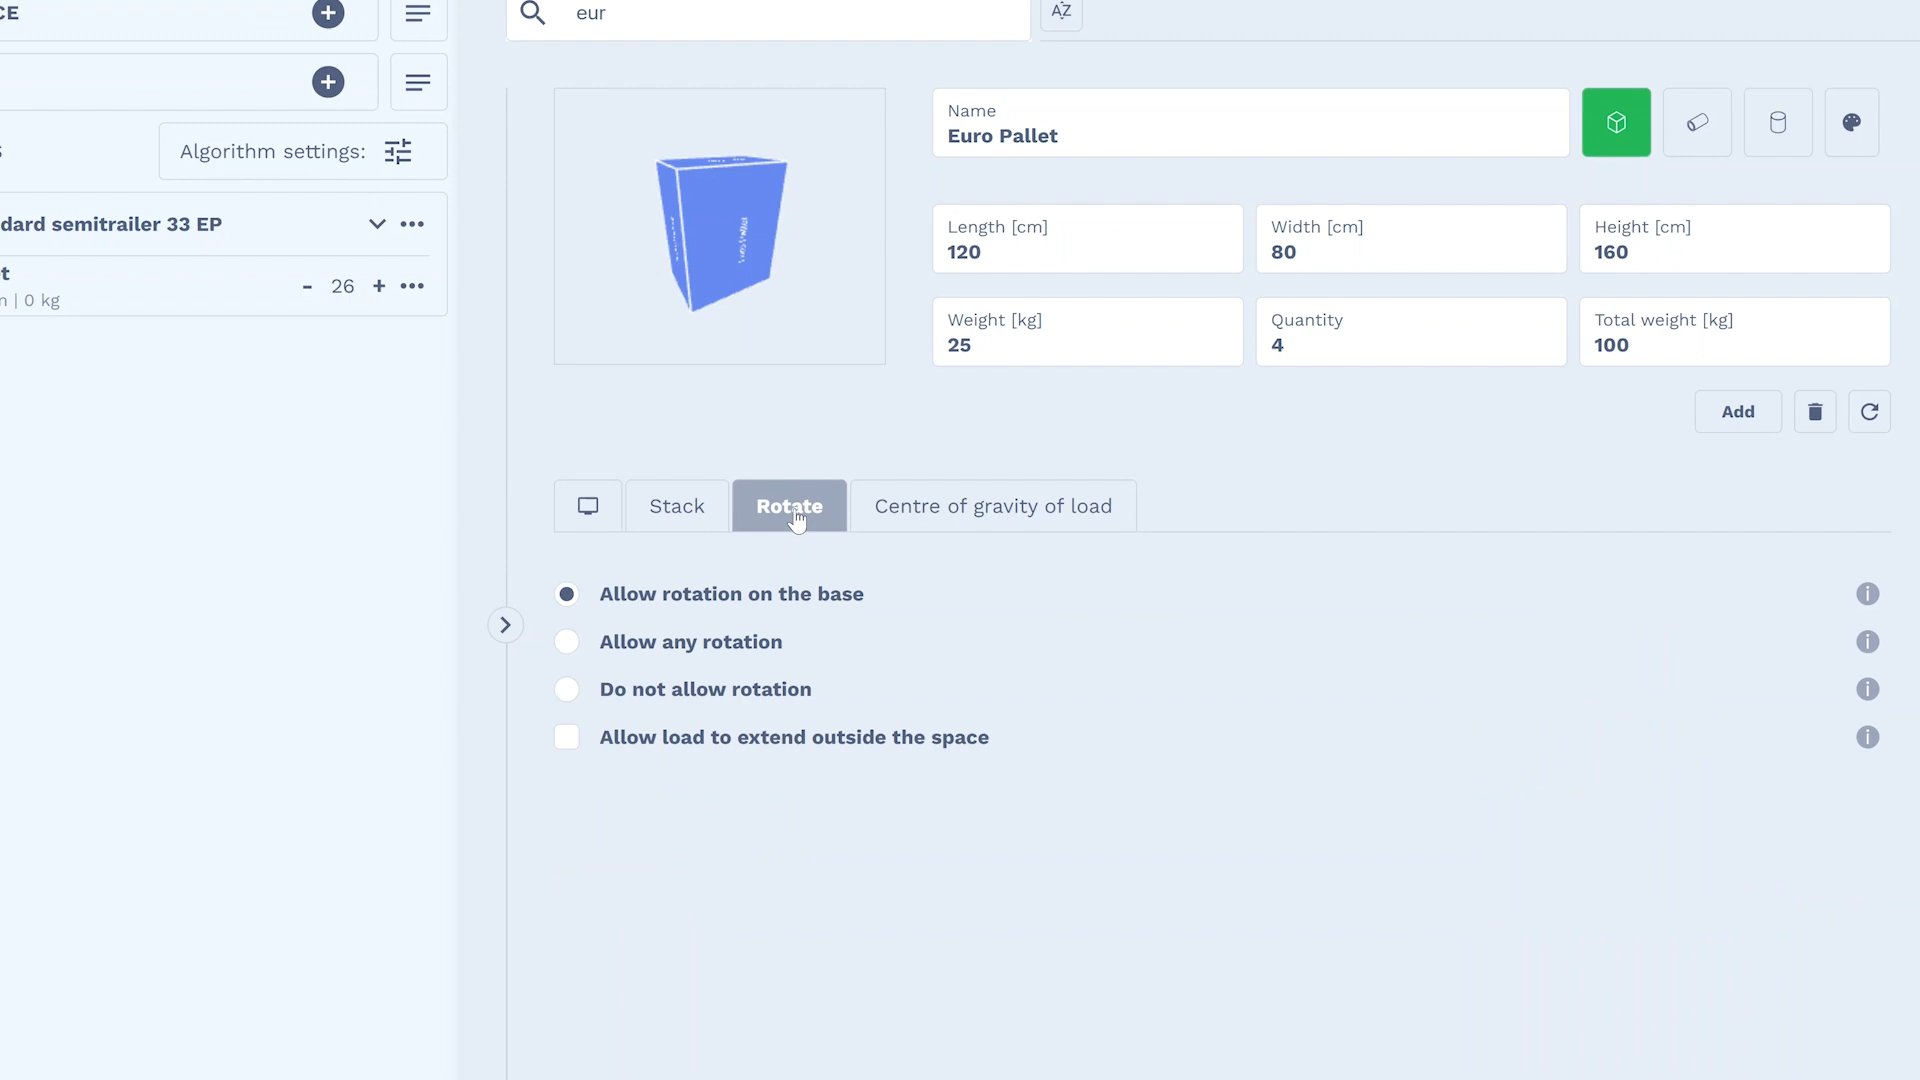 CE
eur
AZ
Name
Euro Pallet
Algorithm settings:
dard semitrailer 33 EP
t
n | 0 kg
- 26 +
Length [cm]
120
Width [cm]
80
Height [cm]
160
Weight [kg]
25
Quantity
4
Total weight [kg]
100
Add
Stack
Rotate
Centre of gravity of load
Allow rotation on the base
Allow any rotation
Do not allow rotation
Allow load to extend outside the space